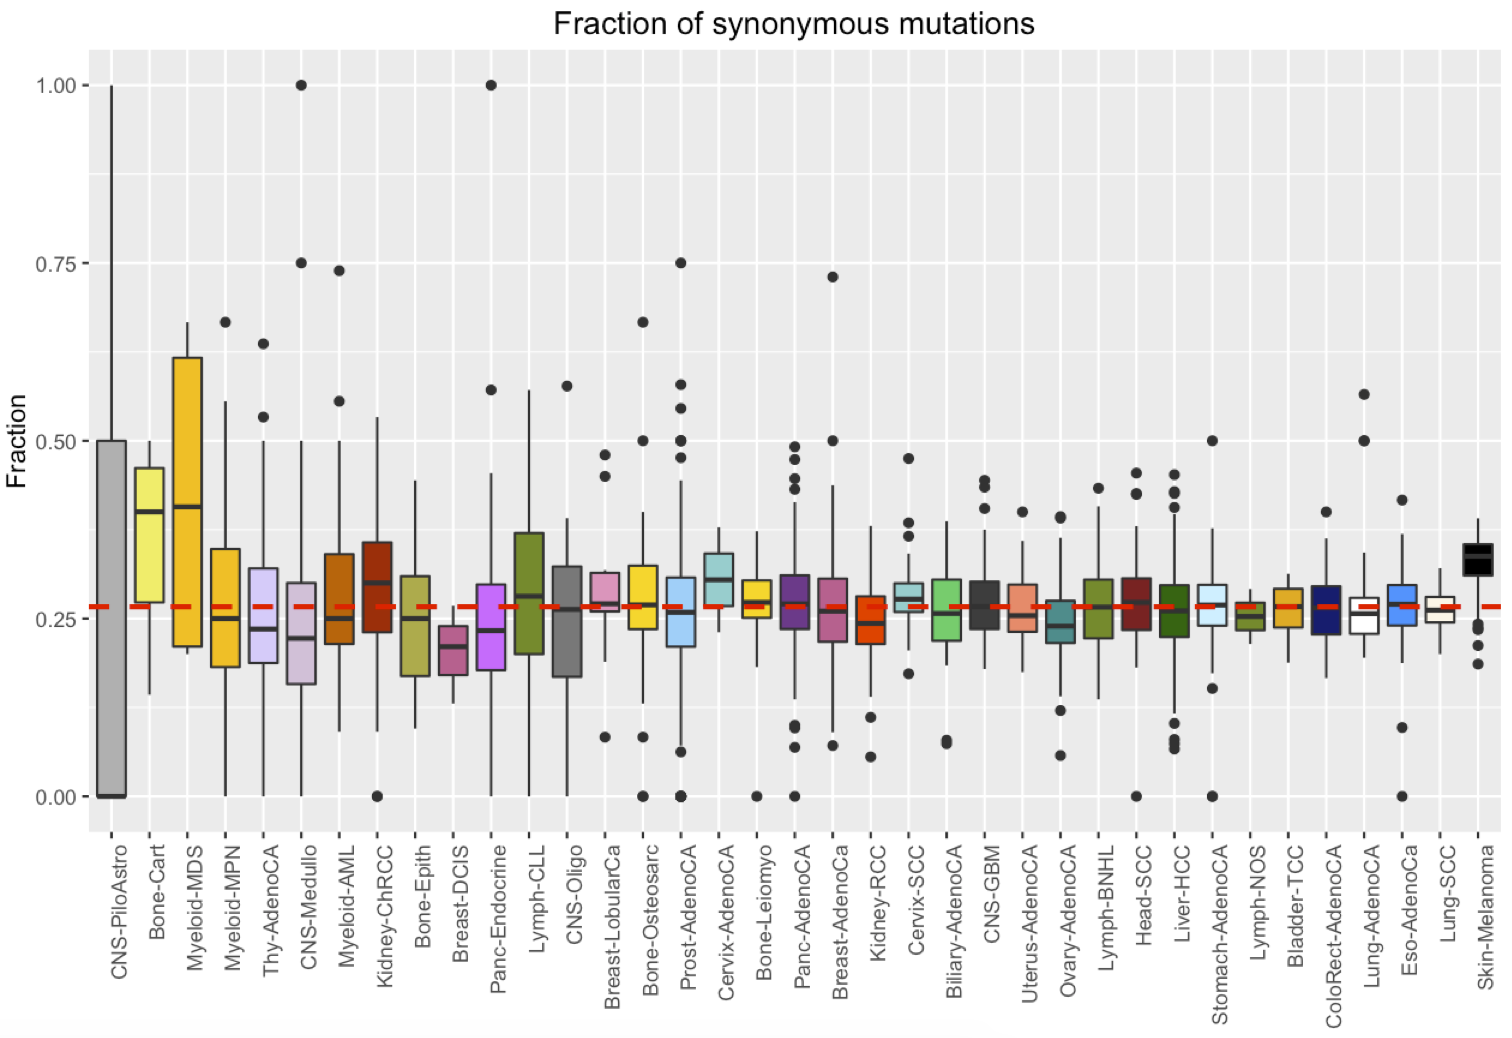 Fraction of synonymous mutations
Fraction
1.00
0.75
0.50
0.25
0.00
CNS-PiloAstro
Bone-Cart
Myeloid-MDS
Myeloid-MPN
Thy-AdenoCA
CNS-Medullo
Myeloid-AML
Kidney-ChRCC
Bone-Epith
Breast-DCIS
Panc-Endocrine
Lymph-CLL
CNS-Oligo
Breast-LobularCa
Bone-Osteosarc
Prost-AdenoCA
Cervix-AdenoCA
Bone-Leiomyo
Panc-AdenoCA
Breast-AdenoCa
Kidney-RCC
Cervix-SCC
Biliary-AdenoCA
CNS-GBM
Uterus-AdenoCA
Ovary-AdenoCA
Lymph-BNHL
Head-SCC
Liver-HCC
Stomach-AdenoCA
Lymph-NOS
Bladder-TCC
ColoRect-AdenoCA
Lung-AdenoCA
Eso-AdenoCa
Lung-SCC
Skin-Melanoma